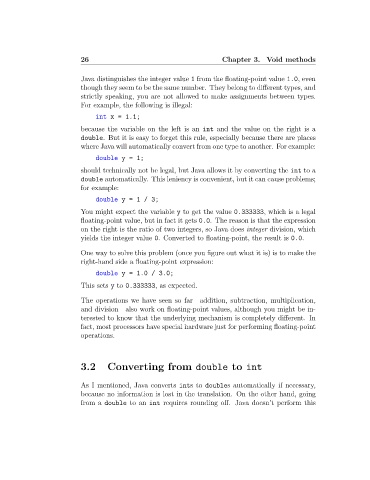 26 Chapter 3. Void methods
Java distinguishes the integer value 1 from the floating-point value 1.0, even
though they seem to be the same number. They belong to different types, and
strictly speaking, you are not allowed to make assignments between types.
For example, the following is illegal:
int x = 1.1;
because the variable on the left is an int and the value on the right is a
double. But it is easy to forget this rule, especially because there are places
where Java will automatically convert from one type to another. For example:
double y = 1;
should technically not be legal, but Java allows it by converting the int to a
double automatically. This leniency is convenient, but it can cause problems;
for example:
double y = 1 / 3;
You might expect the variable y to get the value 0.333333, which is a legal
floating-point value, but in fact it gets 0.0. The reason is that the expression
on the right is the ratio of two integers, so Java does integer division, which
yields the integer value 0. Converted to floating-point, the result is 0.0.
One way to solve this problem (once you figure out what it is) is to make the
right-hand side a floating-point expression:
double y = 1.0 / 3.0;
This sets y to 0.333333, as expected.
The operations we have seen so far—addition, subtraction, multiplication,
and division—also work on floating-point values, although you might be in-
terested to know that the underlying mechanism is completely different. In
fact, most processors have special hardware just for performing floating-point
operations.
3.2 Converting from double to int
As I mentioned, Java converts ints to doubles automatically if necessary,
because no information is lost in the translation. On the other hand, going
from a double to an int requires rounding off. Java doesn't perform this